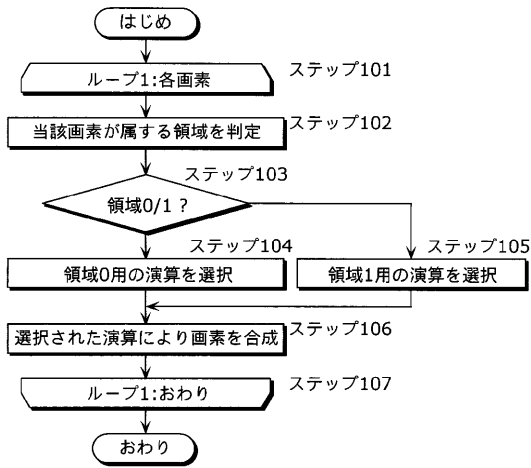 はじめ
ステップ101
ループ1:各画素
ステップ102
当該画素が属する領域を判定
ステップ103
領域0/1 ?
ステップ104
ステップ105
領域0用の演算を選択
領域1用の演算を選択
ステップ106
選択された演算により画素を合成
ステップ107
ループ1:おわり
おわり